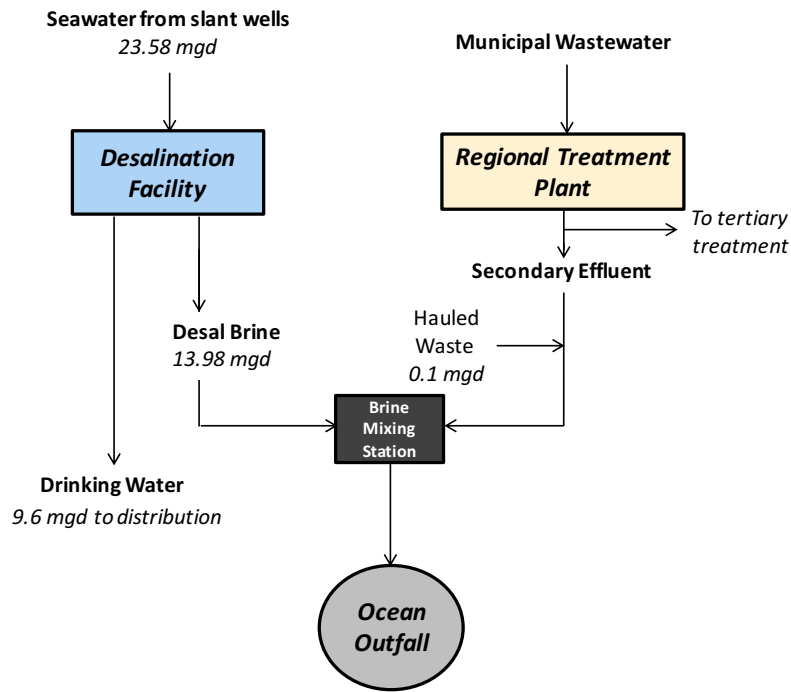 Seawater from slant wells
23.58 mgd
Municipal Wastewater
Desalination
Facility
Regional Treatment
Plant
To tertiary
treatment
Secondary Effluent
Hauled
Waste
0.1 mgd
Desal Brine
13.98 mgd
Brine
Mixing
Station
Drinking Water
9.6 mgd to distribution
Ocean
Outfall